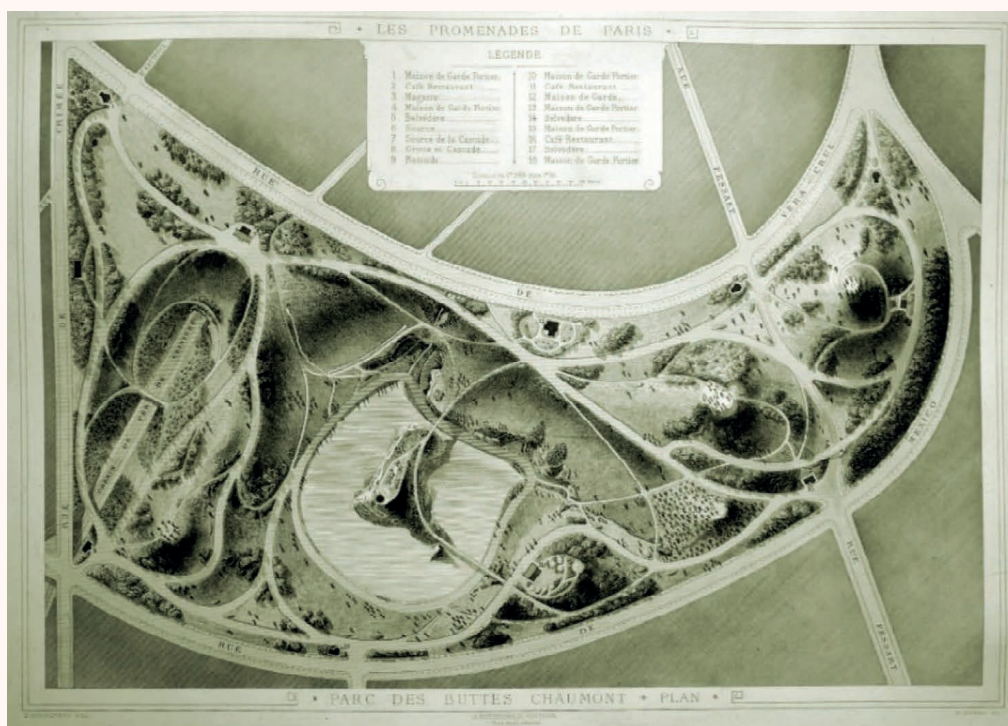 LES PROMENADES DE PARIS
LÉGENDE
1 Maison de Garde Portier.
2 Café Restaurant
3 Magasin
4 Maison de Garde Portier
5 Belvédère
6 Source
7 Source de la Cascade
8 Grotte et Cascade
9 Rotonde
10 Maison de Garde Portier
11 Café Restaurant
12 Maison de Garde
13 Maison de Garde Portier
14 Belvédère
15 Maison de Garde Portier
16 Café Restaurant
17 Belvédère
18 Maison de Garde Portier
CRIMÉE
DE
RUE
RUE
DE
VERA-CRUZ
RUE
FESSART
MEXICO
DE
RUE
RUE
FESSART
PARC DES BUTTES CHAUMONT PLAN